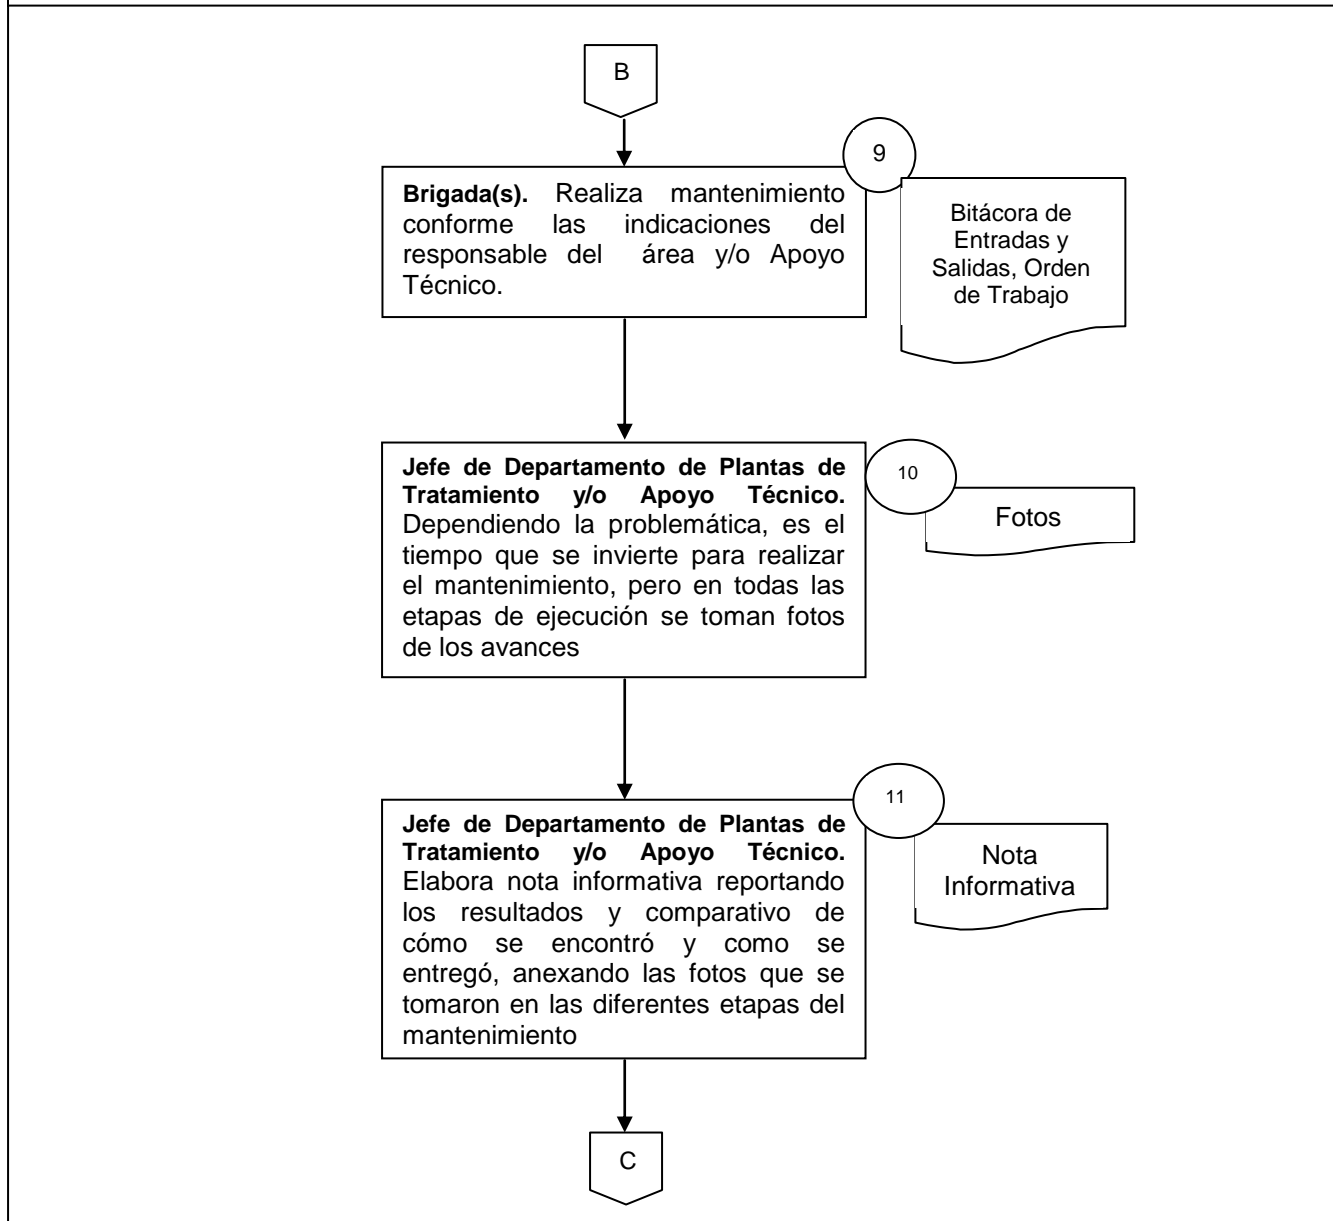 B
9
Brigada(s). Realiza mantenimiento
conforme las indicaciones del
responsable del área y/o Apoyo
Técnico.
Bitácora de
Entradas y
Salidas, Orden
de Trabajo
10
Jefe de Departamento de Plantas de
Tratamiento y/o Apoyo Técnico.
Dependiendo la problemática, es el
tiempo que se invierte para realizar
el mantenimiento, pero en todas las
etapas de ejecución se toman fotos
de los avances
Fotos
11
Jefe de Departamento de Plantas de
Tratamiento y/o Apoyo Técnico.
Elabora nota informativa reportando
los resultados y comparativo de
cómo se encontró y como se
entregó, anexando las fotos que se
tomaron en las diferentes etapas del
mantenimiento
Nota
Informativa
C